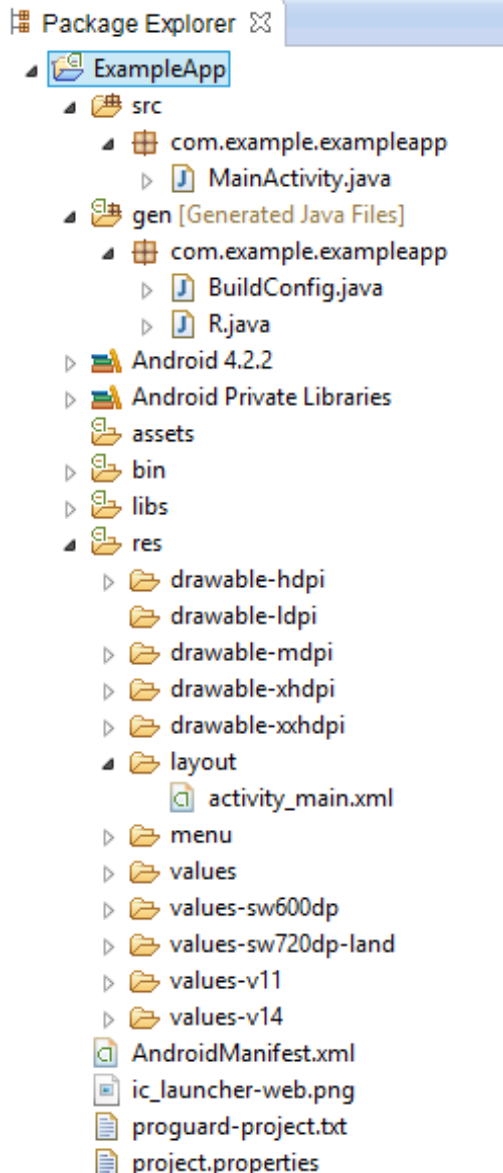 Package Explorer
ExampleApp
src
com.example.exampleapp
MainActivity.java
gen [Generated Java Files]
com.example.exampleapp
BuildConfig.java
R.java
Android 4.2.2
Android Private Libraries
assets
bin
libs
res
drawable-hdpi
drawable-ldpi
drawable-mdpi
drawable-xhdpi
drawable-xxhdpi
layout
activity_main.xml
menu
values
values-sw600dp
values-sw720dp-land
values-v11
values-v14
AndroidManifest.xml
ic_launcher-web.png
proguard-project.txt
project.properties